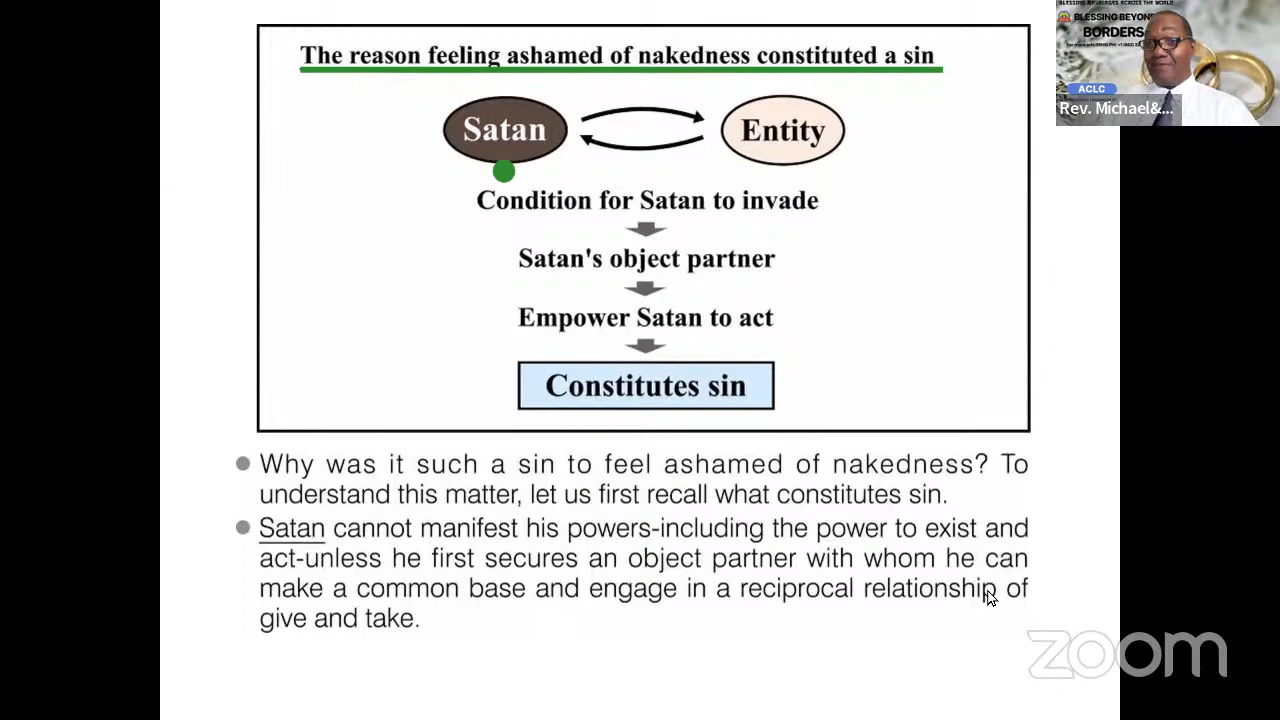 The reason feeling ashamed of nakedness constituted a sin
Satan
Entity
Condition for Satan to invade
Satan's object partner
Empower Satan to act
Constitutes sin
Why was it such a sin to feel ashamed of nakedness? To
understand this matter, let us first recall what constitutes sin.
Satan cannot manifest his powers-including the power to exist and
act-unless he first secures an object partner with whom he can
make a common base and engage in a reciprocal relationship of
give and take.
BLESSING BEYON
BORDERS
ACLC
Rev. Michael&...
zoom